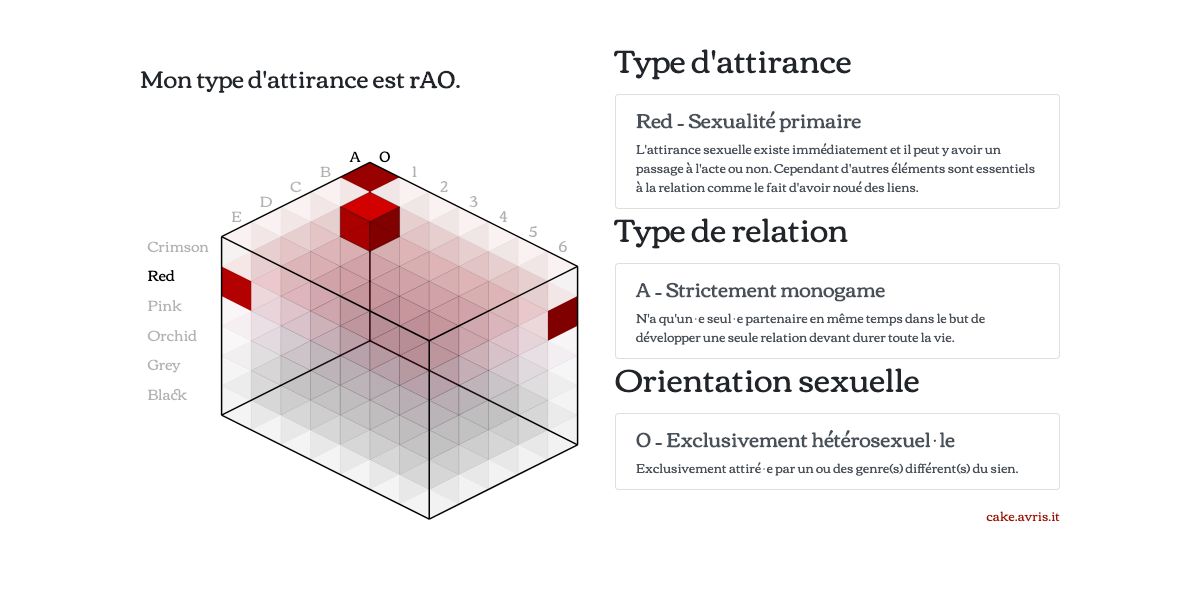 Mon type d'attirance est rAO.
A O
B 1
C 2
D 3
E 4
5
6
Crimson
Red
Pink
Orchid
Grey
Black
Type d'attirance
Red - Sexualité primaire
L'attirance sexuelle existe immédiatement et il peut y avoir un
passage à l'acte ou non. Cependant d'autres éléments sont essentiels
à la relation comme le fait d'avoir noué des liens.
Type de relation
A - Strictement monogame
N'a qu'un·e seul·e partenaire en même temps dans le but de
développer une seule relation devant durer toute la vie.
Orientation sexuelle
O - Exclusivement hétérosexuel·le
Exclusivement attiré·e par un ou des genre(s) différent(s) du sien.
cake.avris.it